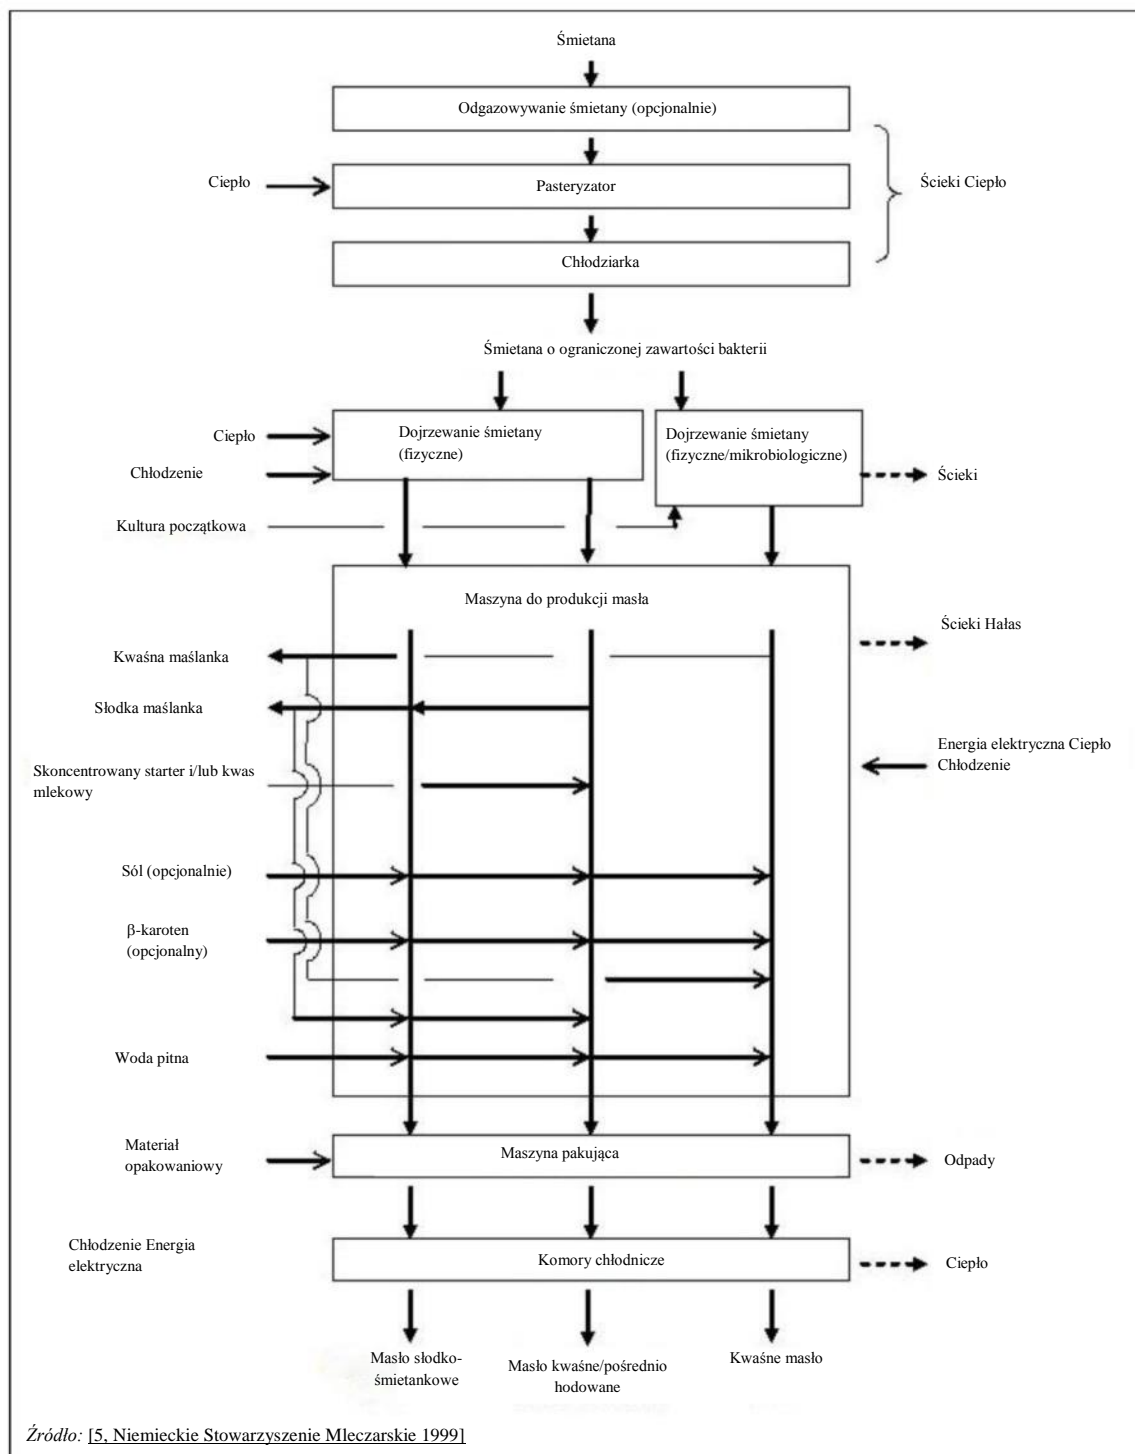 Śmietana
Odgazowywanie śmietany (opcjonalnie)
Ciepło
Pasteryzator
Ścieki Ciepło
Chłodziarka
Śmietana o ograniczonej zawartości bakterii
Ciepło
Chłodzenie
Dojrzewanie śmietany
(fizyczne)
Dojrzewanie śmietany
(fizyczne/mikrobiologiczne)
Ścieki
Kultura początkowa
Maszyna do produkcji masła
Ścieki Hałas
Kwaśna maślanka
Słodka maślanka
Energia elektryczna Ciepło
Chłodzenie
Skoncentrowany starter i/lub kwas
mlekowy
Sól (opcjonalnie)
β-karoten
(opcjonalny)
Woda pitna
Materiał
opakowaniowy
Maszyna pakująca
Odpady
Chłodzenie Energia
elektryczna
Komory chłodnicze
Ciepło
Masło słodko-
śmietankowe
Masło kwaśne/pośrednio
hodowane
Kwaśne masło
Źródło: [5, Niemieckie Stowarzyszenie Mleczarskie 1999]